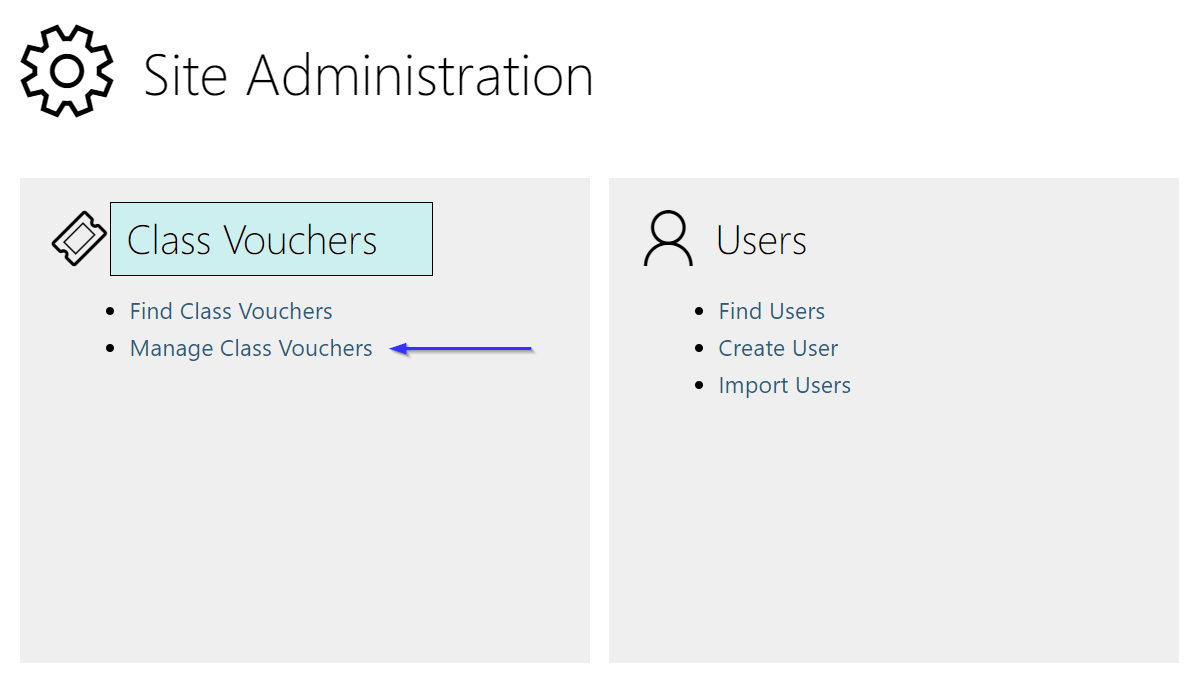 Site Administration
Class Vouchers
Find Class Vouchers
Manage Class Vouchers
Users
Find Users
Create User
Import Users